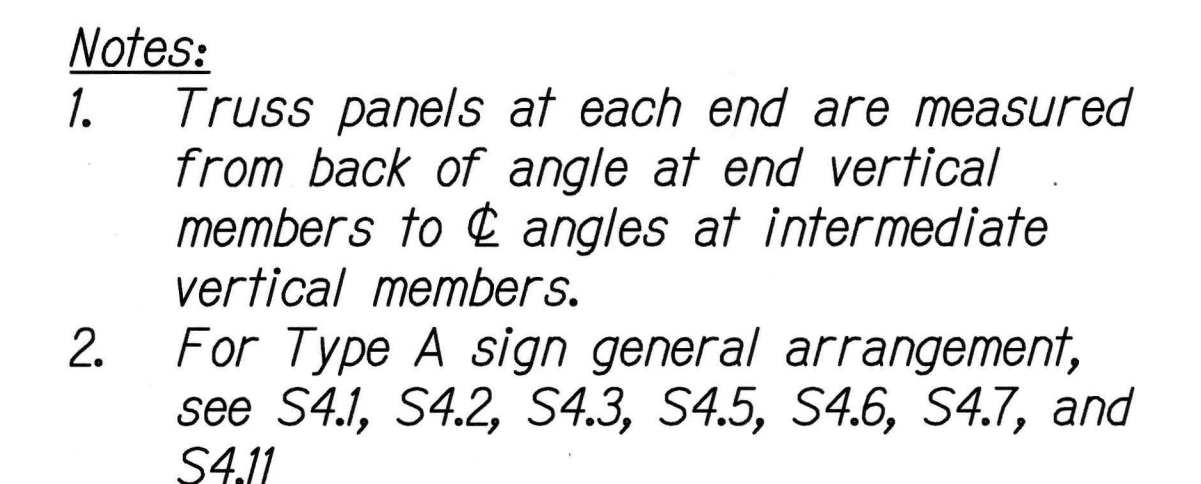 Notes:
1. Truss panels at each end are measured
from back of angle at end vertical
members to ℄ angles at intermediate
vertical members.
2. For Type A sign general arrangement,
see S4.1, S4.2, S4.3, S4.5, S4.6, S4.7, and
S4.11